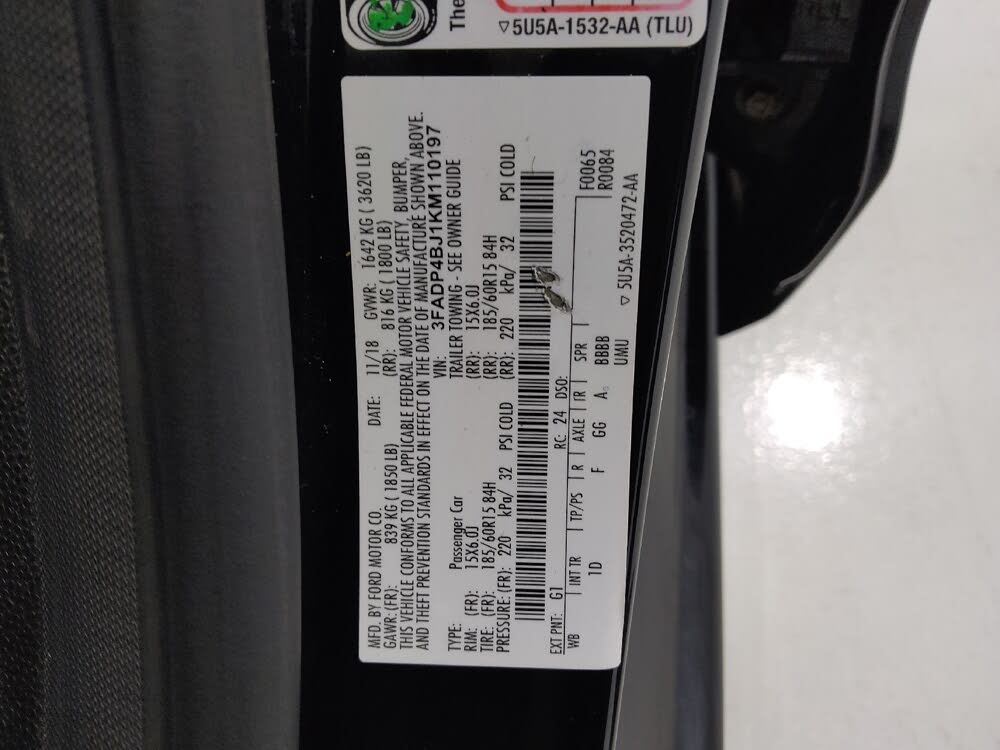 The
▽5U5A-1532-AA (TLU)
MFD. BY FORD MOTOR CO. DATE: 11/18 GVWR: 1642 KG ( 3620 LB)
GAWR: (FR): 839 KG ( 1850 LB) (RR): 816 KG ( 1800 LB)
THIS VEHICLE CONFORMS TO ALL APPLICABLE FEDERAL MOTOR VEHICLE SAFETY, BUMPER,
AND THEFT PREVENTION STANDARDS IN EFFECT ON THE DATE OF MANUFACTURE SHOWN ABOVE.
VIN: 3FADP4BJ1KM110197
TYPE: Passenger Car TRAILER TOWING - SEE OWNER GUIDE
RIM: (FR): 15X6.0J (RR): 15X6.0J
TIRE: (FR): 185/60R15 84H (RR): 185/60R15 84H
PRESSURE: (FR): 220 kPa/ 32 PSI COLD (RR): 220 kPa/ 32 PSI COLD
EXT PNT: G1 RC: 24 DSO: F0065
WB INT TR TP/PS R AXLE TR SPR R0084
1D F GG A BBBB
UMU ▽ 5U5A-3520472-AA